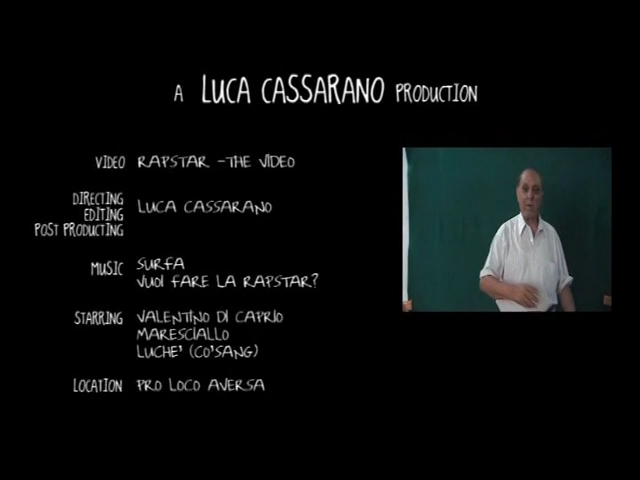 A LUCA CASSARANO PRODUCTION
VIDEO RAPSTAR -THE VIDEO
DIRECTING
EDITING
POST PRODUCTING
LUCA CASSARANO
MUSIC SURFA
VUOI FARE LA RAPSTAR?
STARRING VALENTINO DI CAPRIO
MARESCIALLO
LUCHE' (CO'SANG)
LOCATION PRO LOCO AVERSA